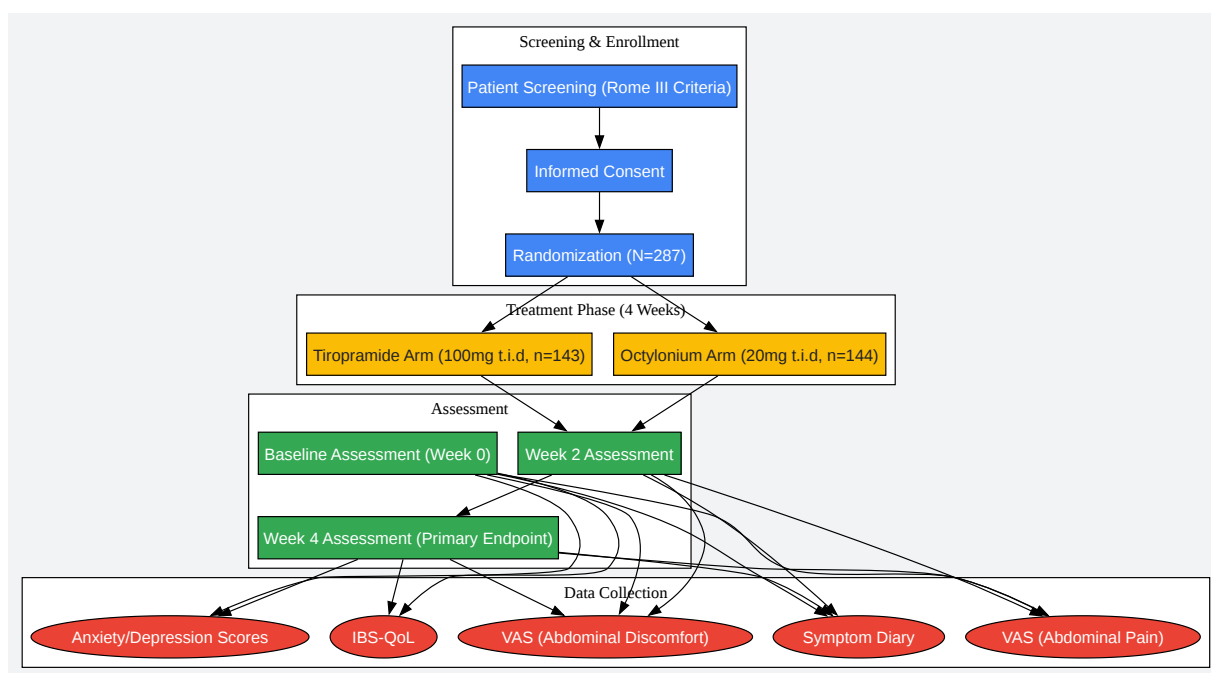 Screening & Enrollment
Patient Screening (Rome III Criteria)
Informed Consent
Randomization (N=287)
Treatment Phase (4 Weeks)
Tiropramide Arm (100mg t.i.d, n=143)
Octylonium Arm (20mg t.i.d, n=144)
Assessment
Baseline Assessment (Week 0)
Week 2 Assessment
Week 4 Assessment (Primary Endpoint)
Data Collection
Anxiety/Depression Scores
IBS-QoL
VAS (Abdominal Discomfort)
Symptom Diary
VAS (Abdominal Pain)